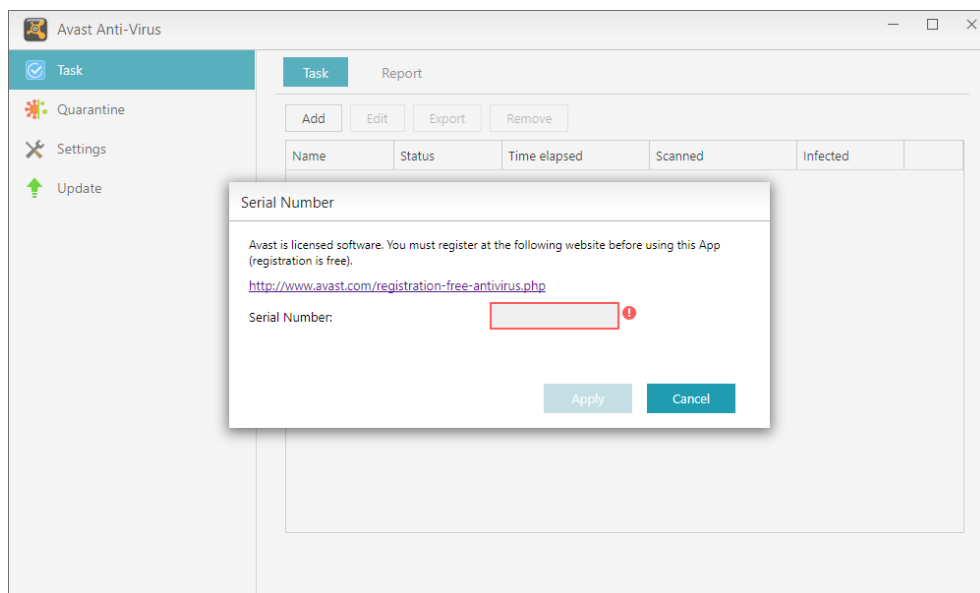 Avast Anti-Virus
Task
Quarantine
Settings
Update
Task Report
Add Edit Export Remove
Name Status Time elapsed Scanned Infected
Serial Number
Avast is licensed software. You must register at the following website before using this App
(registration is free).
http://www.avast.com/registration-free-antivirus.php
Serial Number:
Apply Cancel